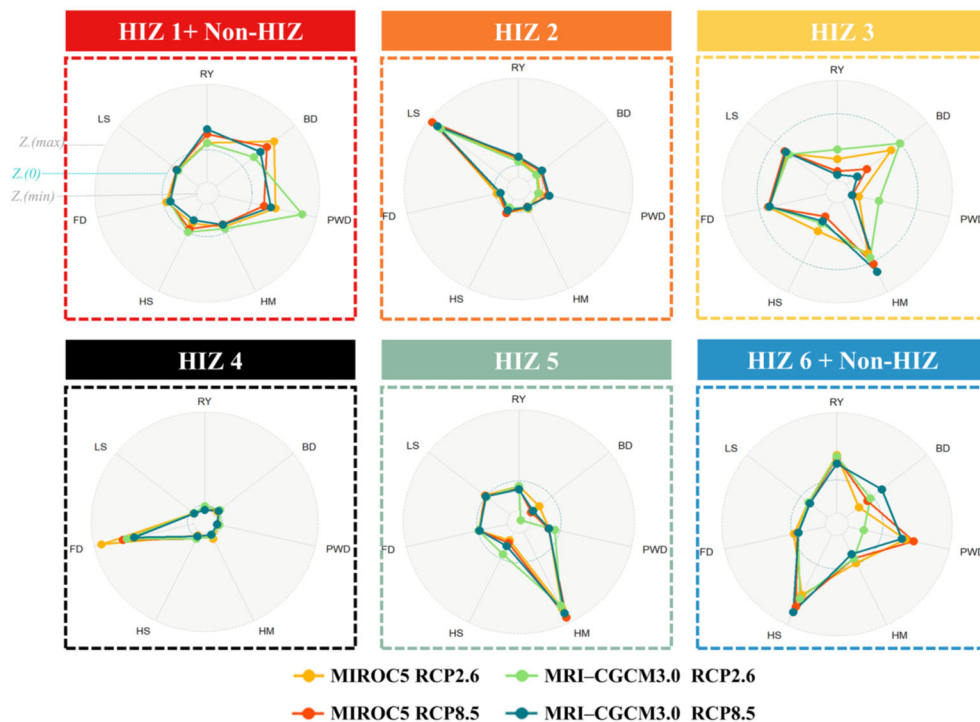 HIZ 1+ Non-HIZ
HIZ 2
HIZ 3
RY
BD
PWD
HM
HS
FD
LS
Z.(max)
Z.(0)
Z.(min)
RY
BD
PWD
HM
HS
FD
LS
RY
BD
PWD
HM
HS
FD
LS
HIZ 4
HIZ 5
HIZ 6 + Non-HIZ
RY
BD
PWD
HM
HS
FD
LS
RY
BD
PWD
HM
HS
FD
LS
RY
BD
PWD
HM
HS
FD
LS
MIROC5 RCP2.6
MRI–CGCM3.0 RCP2.6
MIROC5 RCP8.5
MRI–CGCM3.0 RCP8.5